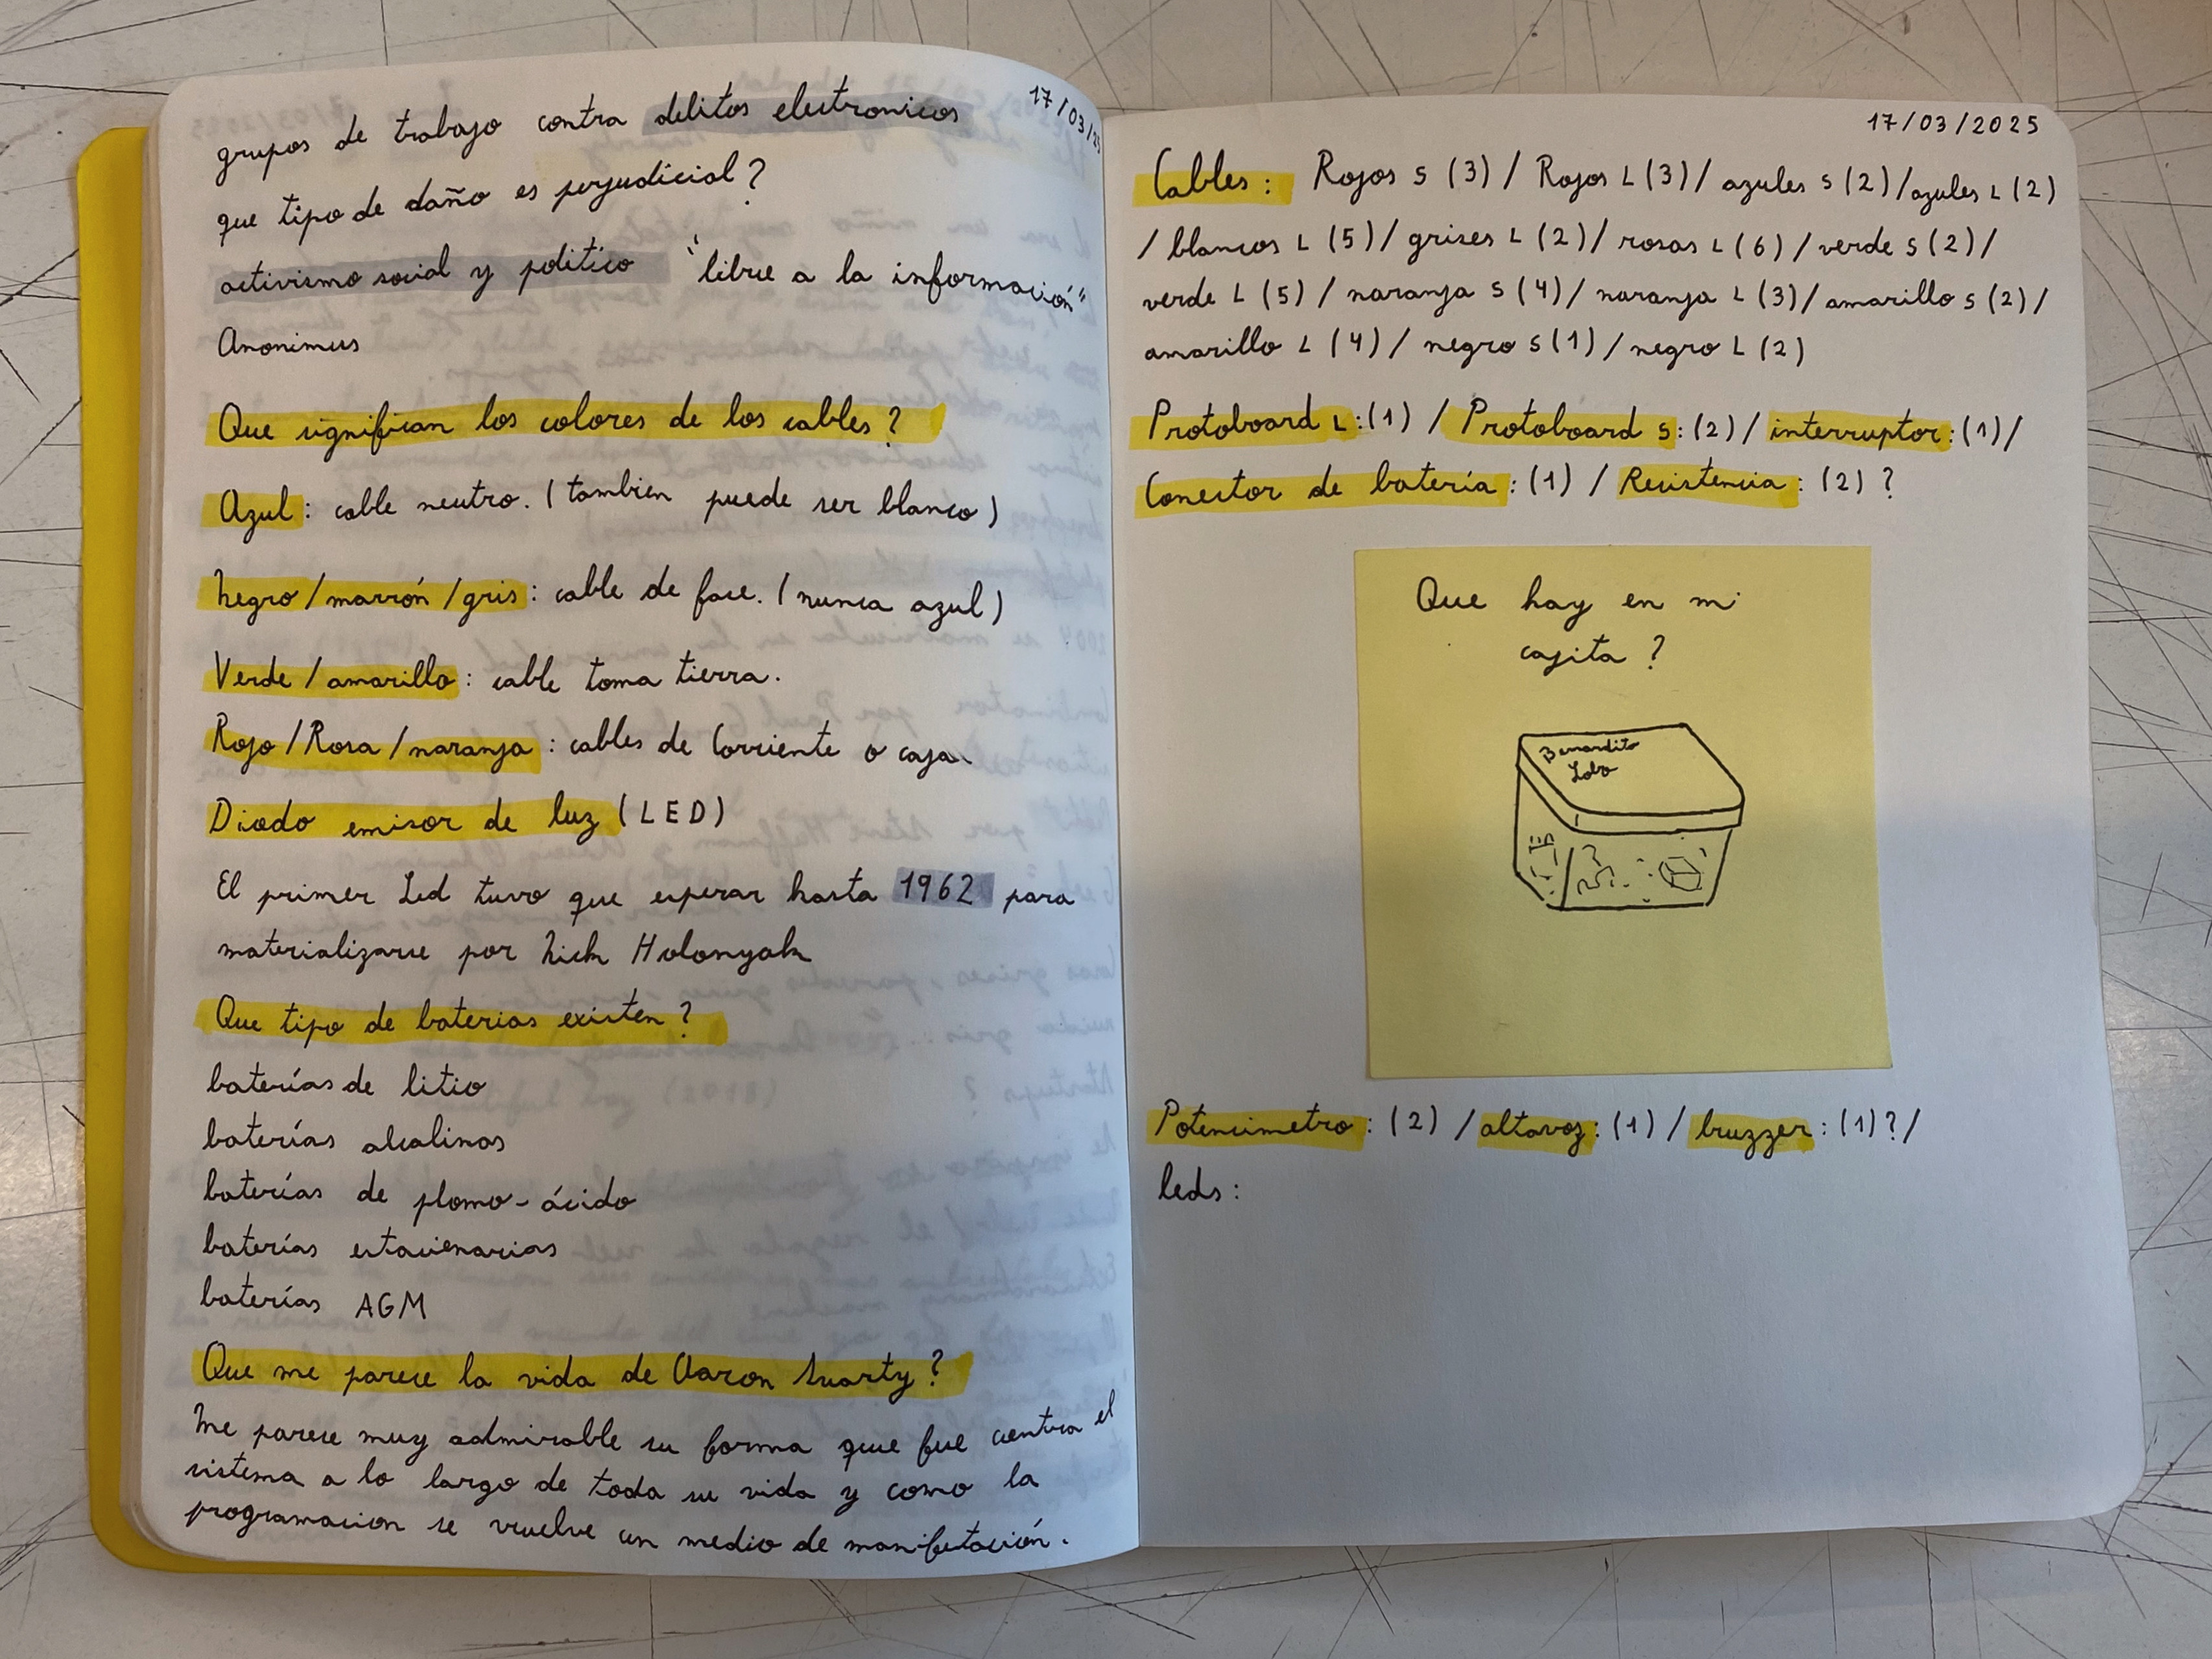 17/03/25
grupos de trabajo contra delitos electronicos
que tipo de daño es perjudicial?
activismo social y politico "libre a la información"
Anonimus
Que significan los colores de los cables?
Azul: cable neutro. (tambien puede ser blanco)
Negro/marrón/gris: cable de fase. (nunca azul)
Verde/amarillo: cable toma tierra.
Rojo/Rosa/naranja: cables de Corriente o caja
Diodo emisor de luz (LED)
El primer Led tuvo que esperar hasta 1962 para
materializarse por Nick Holonyak
Que tipo de baterias existen?
baterías de litio
baterías alcalinas
baterías de plomo-ácido
baterías estacionarias
baterías AGM
Que me parece la vida de Aaron Swarty?
Me parece muy admirable su forma que fue contra el
sistema a lo largo de toda su vida y como la
programacion se vuelve un medio de manifestación.
17/03/2025
Cables: Rojos S (3) / Rojos L (3) / azules S (2) / azules L (2)
/ blancos L (5) / grises L (2) / rosas L (6) / verde S (2) /
verde L (5) / naranja S (4) / naranja L (3) / amarillo S (2) /
amarillo L (4) / negro S (1) / negro L (2)
Protoboard L: (1) / Protoboard S: (2) / interruptor: (1) /
Conector de batería: (1) / Resistencia: (2) ?
Que hay en mi
cajita ?
Bernardito
Lobo
Potencimetro: (2) / altavoz: (1) / bruzzer: (1)? /
leds: